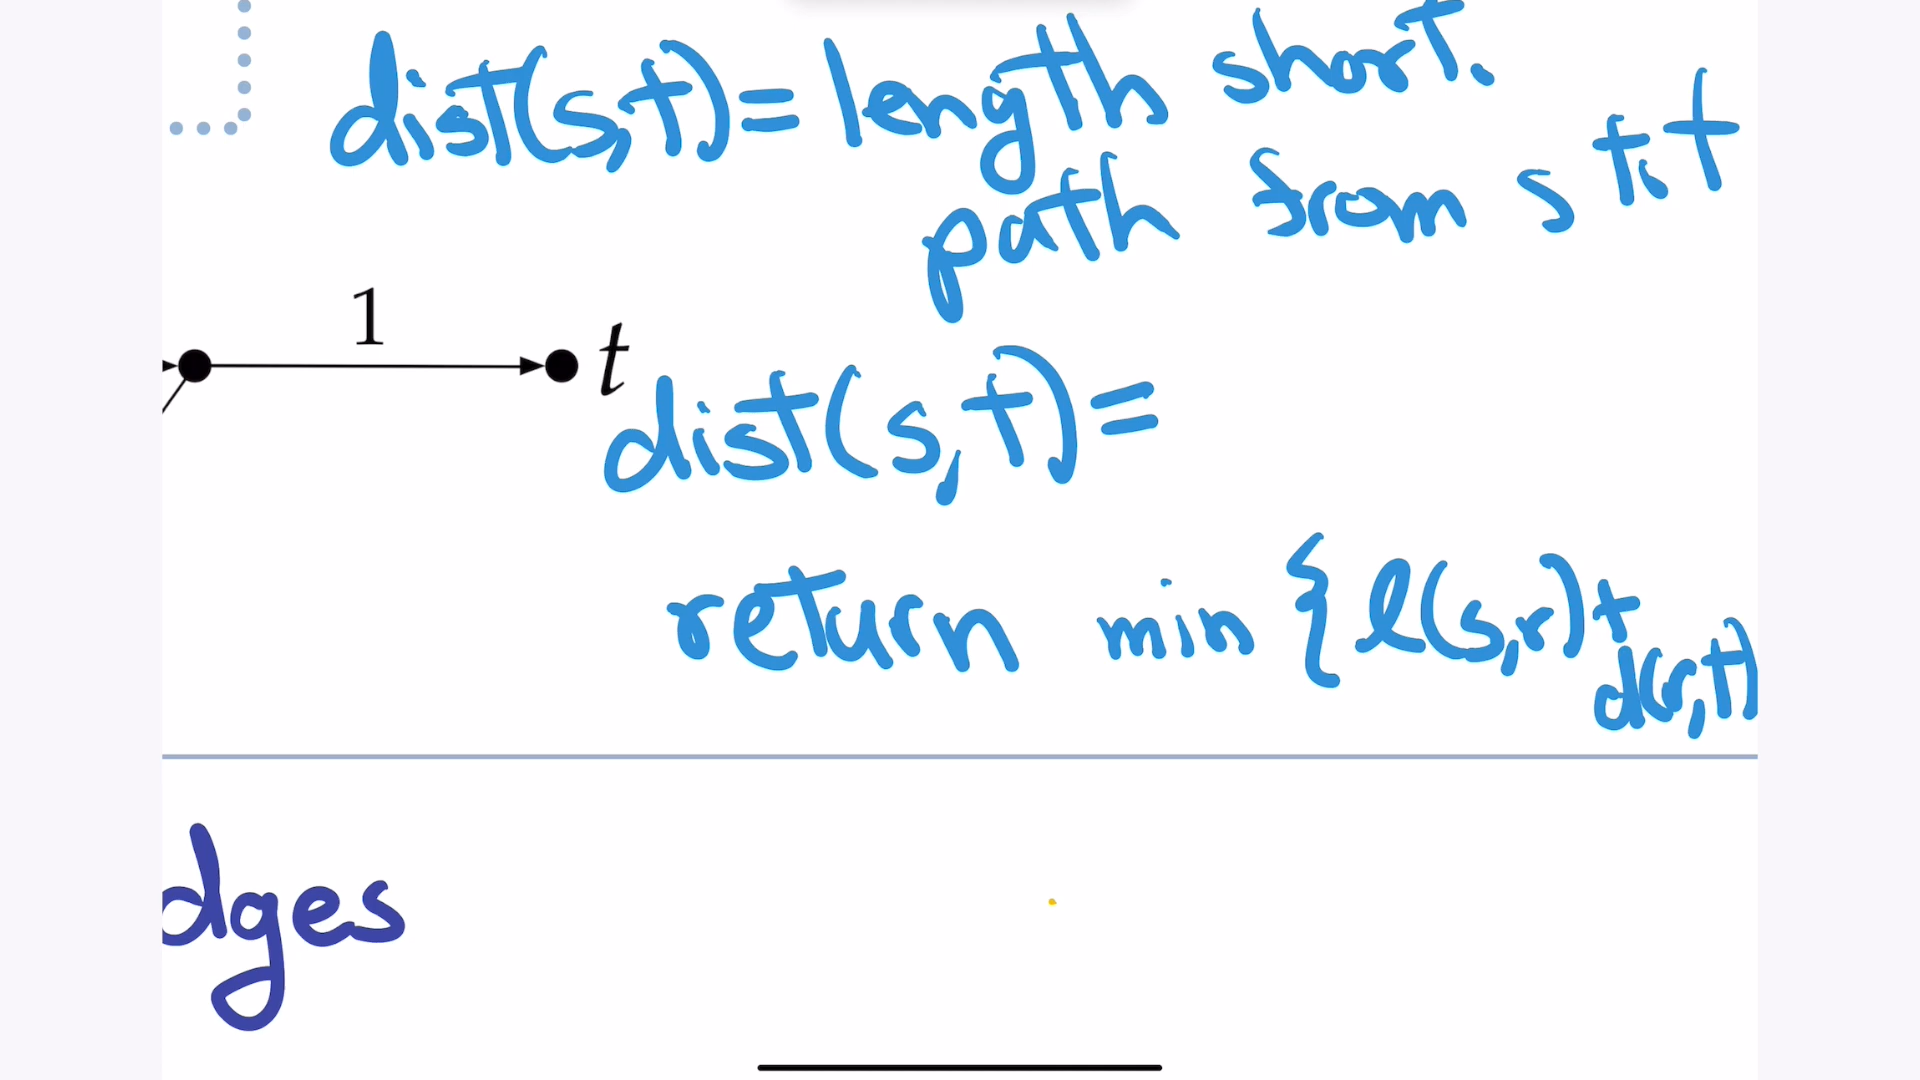 dist(s,t)= length short.
path from s to t
1
t
dist(s,t)=
return min { l(s,r)+
d(r,t)
dges